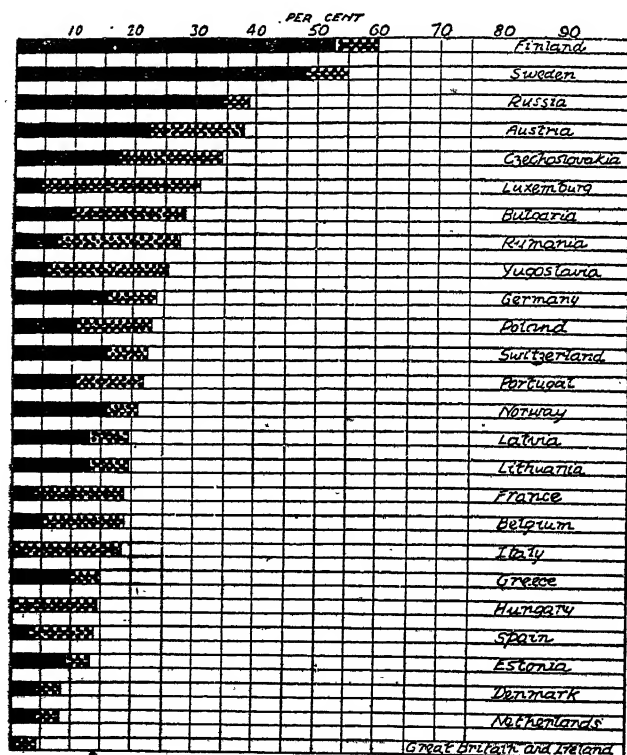 PER CENT
10 20 30 40 50 60 70 80 90
Finland
Sweden
Russia
Austria
Czechoslovakia
Luxemburg
Bulgaria
Rumania
Yugoslavia
Germany
Poland
Switzerland
Portugal
Norway
Latvia
Lithuania
France
Belgium
Italy
Greece
Hungary
Spain
Estonia
Denmark
Netherlands
Great Britain and Ireland